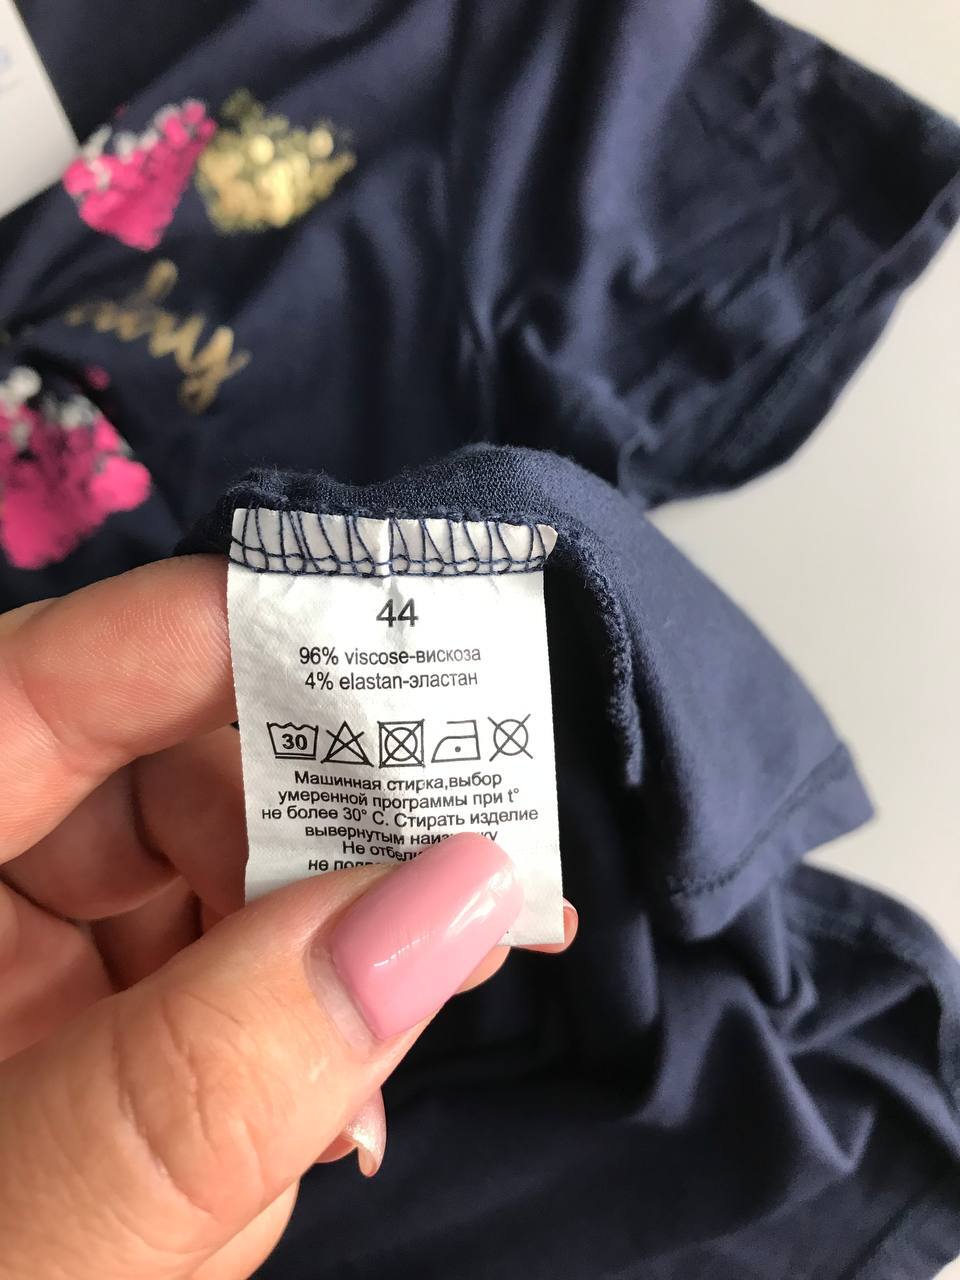 44
96% viscose-вискоза
4% elastan-эластан
30
Машинная стирка,выбор
умеренной программы при t°
не более 30° С. Стирать изделие
вывернутым
Не
не